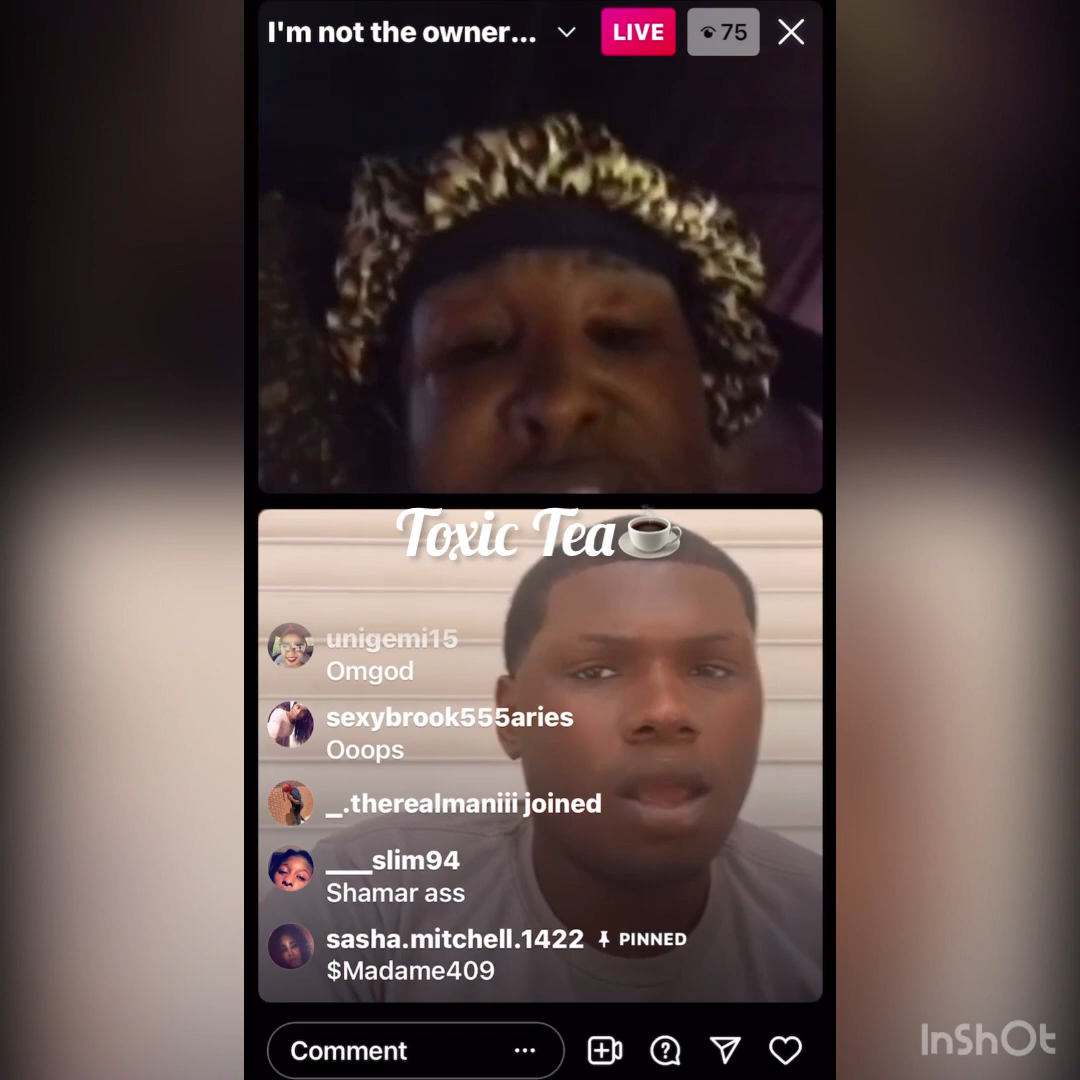 I'm not the owner...
LIVE
75
Toxic Tea
unigemi15
Omgod
sexybrook555aries
Ooops
_.therealmaniii joined
___slim94
Shamar ass
sasha.mitchell.1422 PINNED
$Madame409
Comment
InShOt